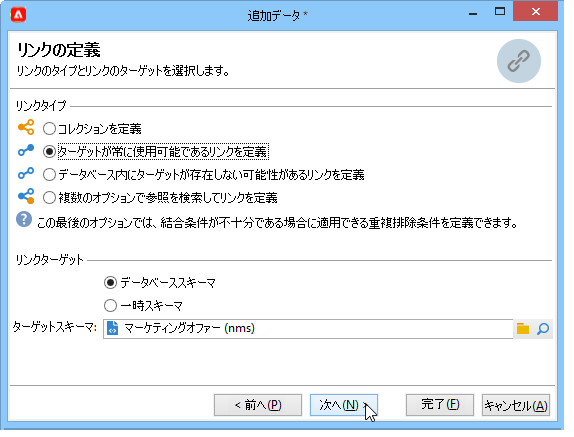 追加データ *
リンクの定義
リンクのタイプとリンクのターゲットを選択します。
リンクタイプ
コレクションを定義
ターゲットが常に使用可能であるリンクを定義
データベース内にターゲットが存在しない可能性があるリンクを定義
複数のオプションで参照を検索してリンクを定義
この最後のオプションでは、結合条件が不十分である場合に適用できる重複排除条件を定義できます。
リンクターゲット
データベーススキーマ
一時スキーマ
ターゲットスキーマ: マーケティングオファー (nms)
< 前へ(P) 次へ(N) > 完了(F) キャンセル(A)